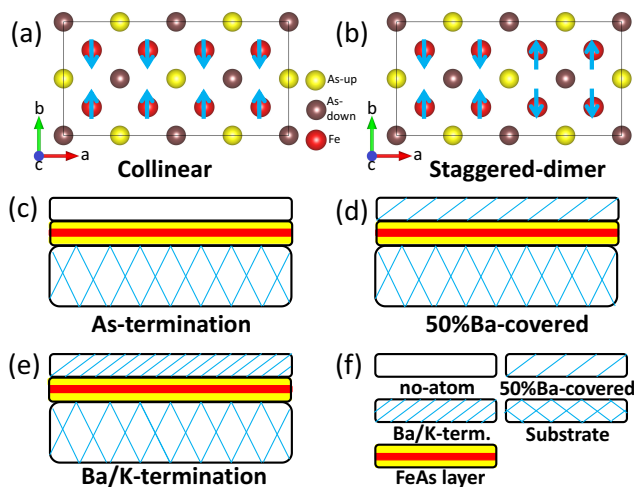 (a)
b
c
a
Collinear
As-up
As-
down
Fe
(b)
b
c
a
Staggered-dimer
(c)
As-termination
(d)
50%Ba-covered
(e)
Ba/K-termination
(f)
no-atom
50%Ba-covered
Ba/K-term.
Substrate
FeAs layer